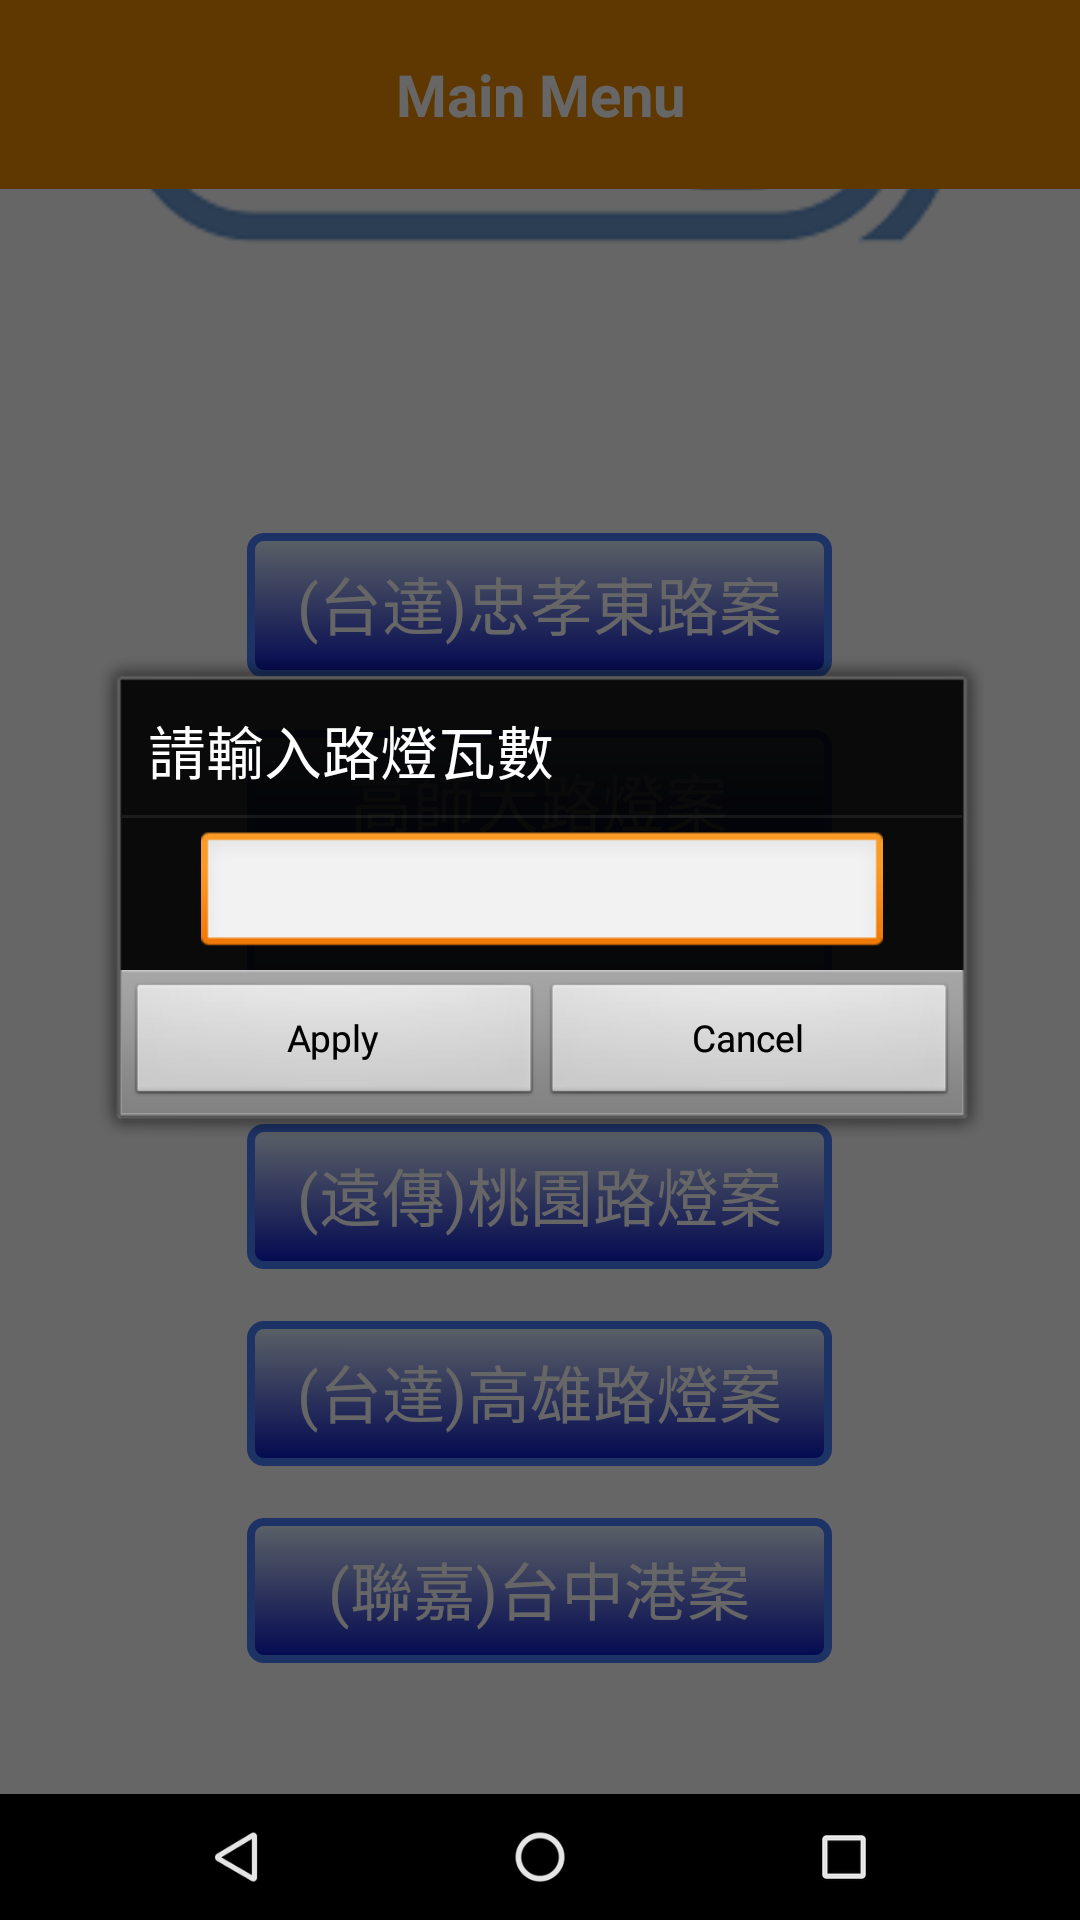 Main Menu
(台達)忠孝東路案
請輸入路燈瓦數
高師大路燈案
Apply
Cancel
(遠傳)桃園路燈案
(台達)高雄路燈案
(聯嘉)台中港案